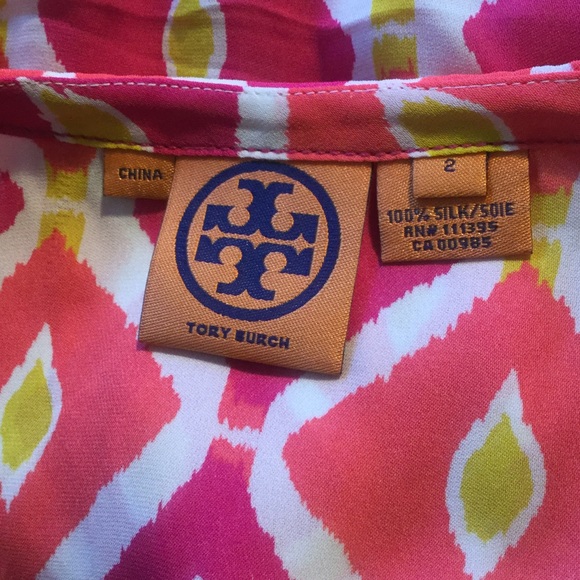 CHINA
TORY BURCH
2
100% SILK/SOIE
RN# 111395
CA 00985